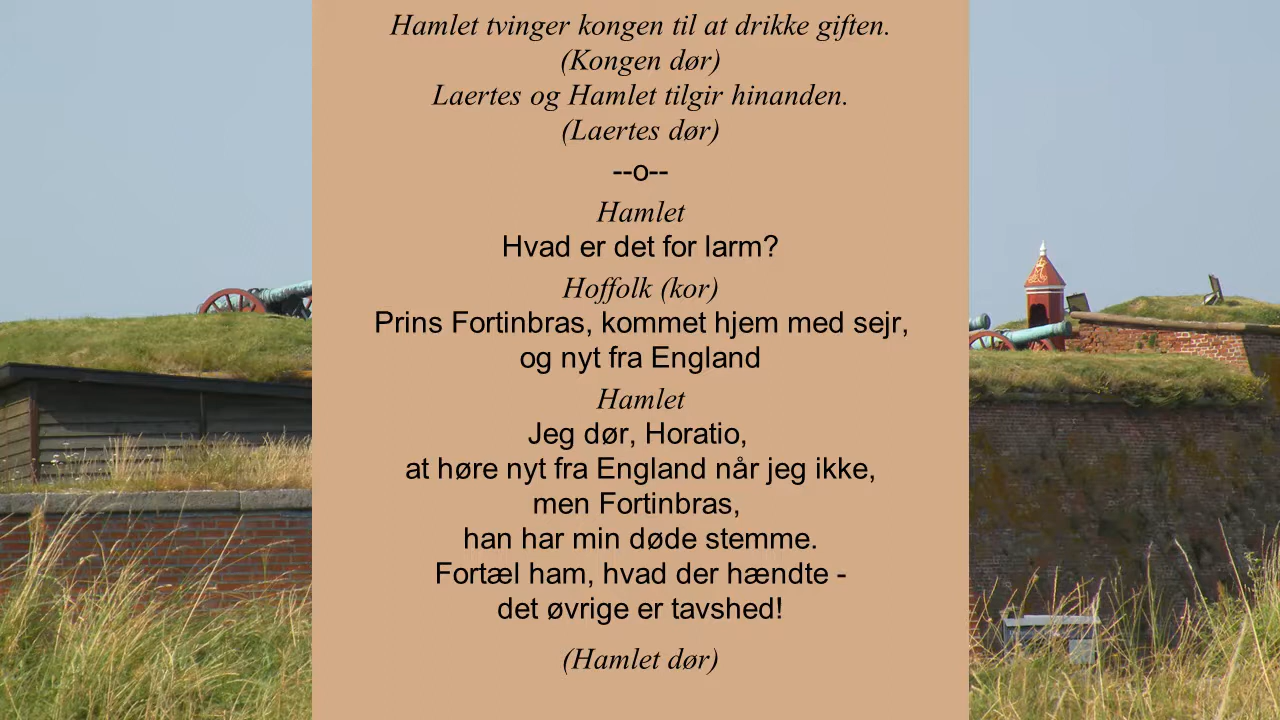 Hamlet tvinger kongen til at drikke giften.
(Kongen dør)
Laertes og Hamlet tilgir hinanden.
(Laertes dør)
--o--
Hamlet
Hvad er det for larm?
Hoffolk (kor)
Prins Fortinbras, kommet hjem med sejr,
og nyt fra England
Hamlet
Jeg dør, Horatio,
at høre nyt fra England når jeg ikke,
men Fortinbras,
han har min døde stemme.
Fortæl ham, hvad der hændte -
det øvrige er tavshed!
(Hamlet dør)